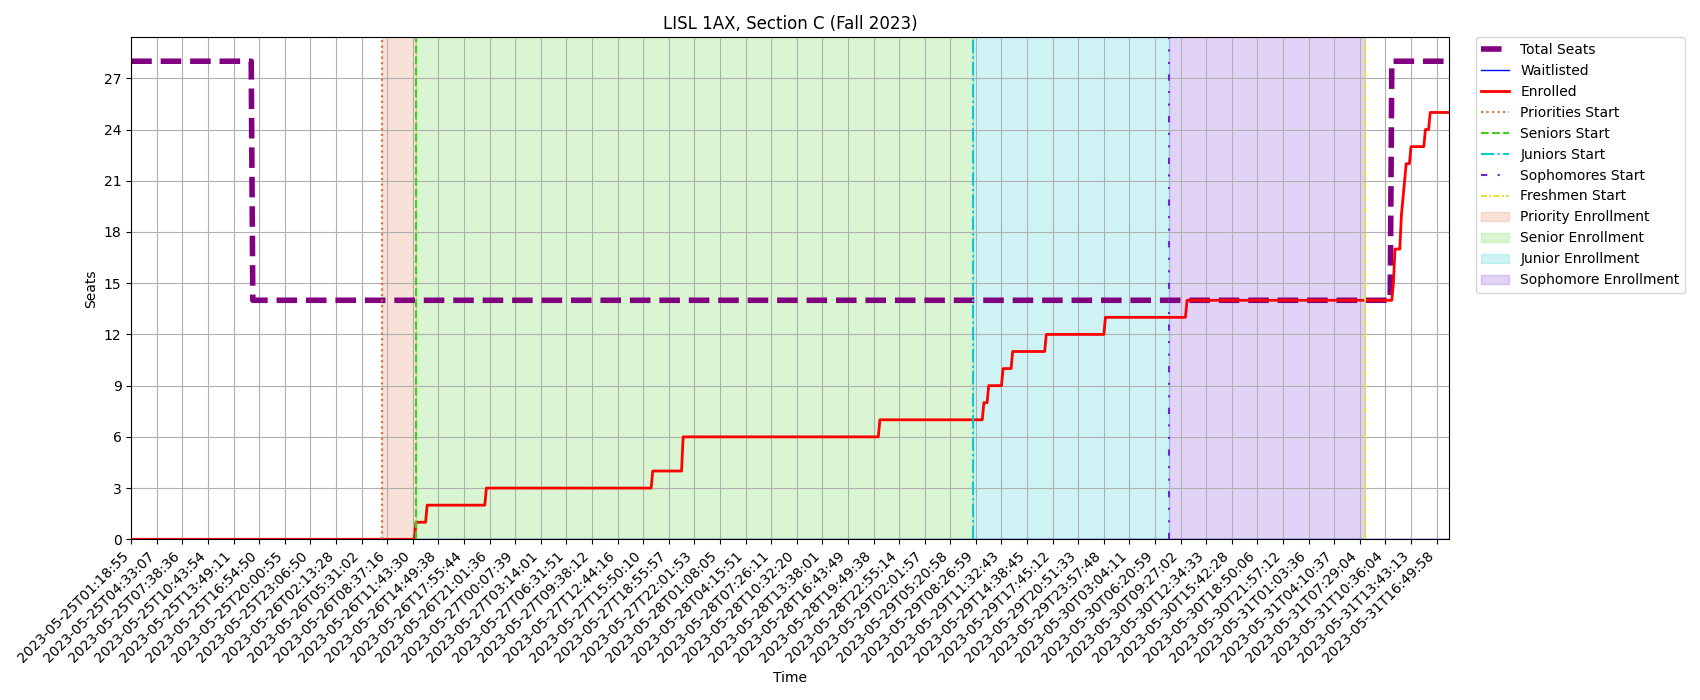 LISL 1AX, Section C (Fall 2023)
Seats
27
24
21
18
15
12
9
6
3
0
2023-05-25T01:18:55
2023-05-25T04:33:07
2023-05-25T07:38:36
2023-05-25T10:43:54
2023-05-25T13:49:11
2023-05-25T16:54:50
2023-05-25T20:00:55
2023-05-25T23:06:50
2023-05-26T02:13:28
2023-05-26T05:31:02
2023-05-26T08:37:16
2023-05-26T11:43:30
2023-05-26T14:49:38
2023-05-26T17:55:44
2023-05-26T21:01:36
2023-05-27T00:07:39
2023-05-27T03:14:01
2023-05-27T06:31:51
2023-05-27T09:38:12
2023-05-27T12:44:16
2023-05-27T15:50:10
2023-05-27T18:55:57
2023-05-27T22:01:53
2023-05-28T01:08:05
2023-05-28T04:15:51
2023-05-28T07:26:11
2023-05-28T10:32:20
2023-05-28T13:38:01
2023-05-28T16:43:49
2023-05-28T19:49:38
2023-05-28T22:55:14
2023-05-29T02:01:57
2023-05-29T05:20:58
2023-05-29T08:26:59
2023-05-29T11:32:43
2023-05-29T14:38:45
2023-05-29T17:45:12
2023-05-29T20:51:33
2023-05-29T23:57:48
2023-05-30T03:04:11
2023-05-30T06:20:59
2023-05-30T09:27:02
2023-05-30T12:34:33
2023-05-30T15:42:28
2023-05-30T18:50:06
2023-05-30T21:57:12
2023-05-31T01:03:36
2023-05-31T04:10:37
2023-05-31T07:29:04
2023-05-31T10:36:04
2023-05-31T13:43:13
2023-05-31T16:49:58
Time
Total Seats
Waitlisted
Enrolled
Priorities Start
Seniors Start
Juniors Start
Sophomores Start
Freshmen Start
Priority Enrollment
Senior Enrollment
Junior Enrollment
Sophomore Enrollment